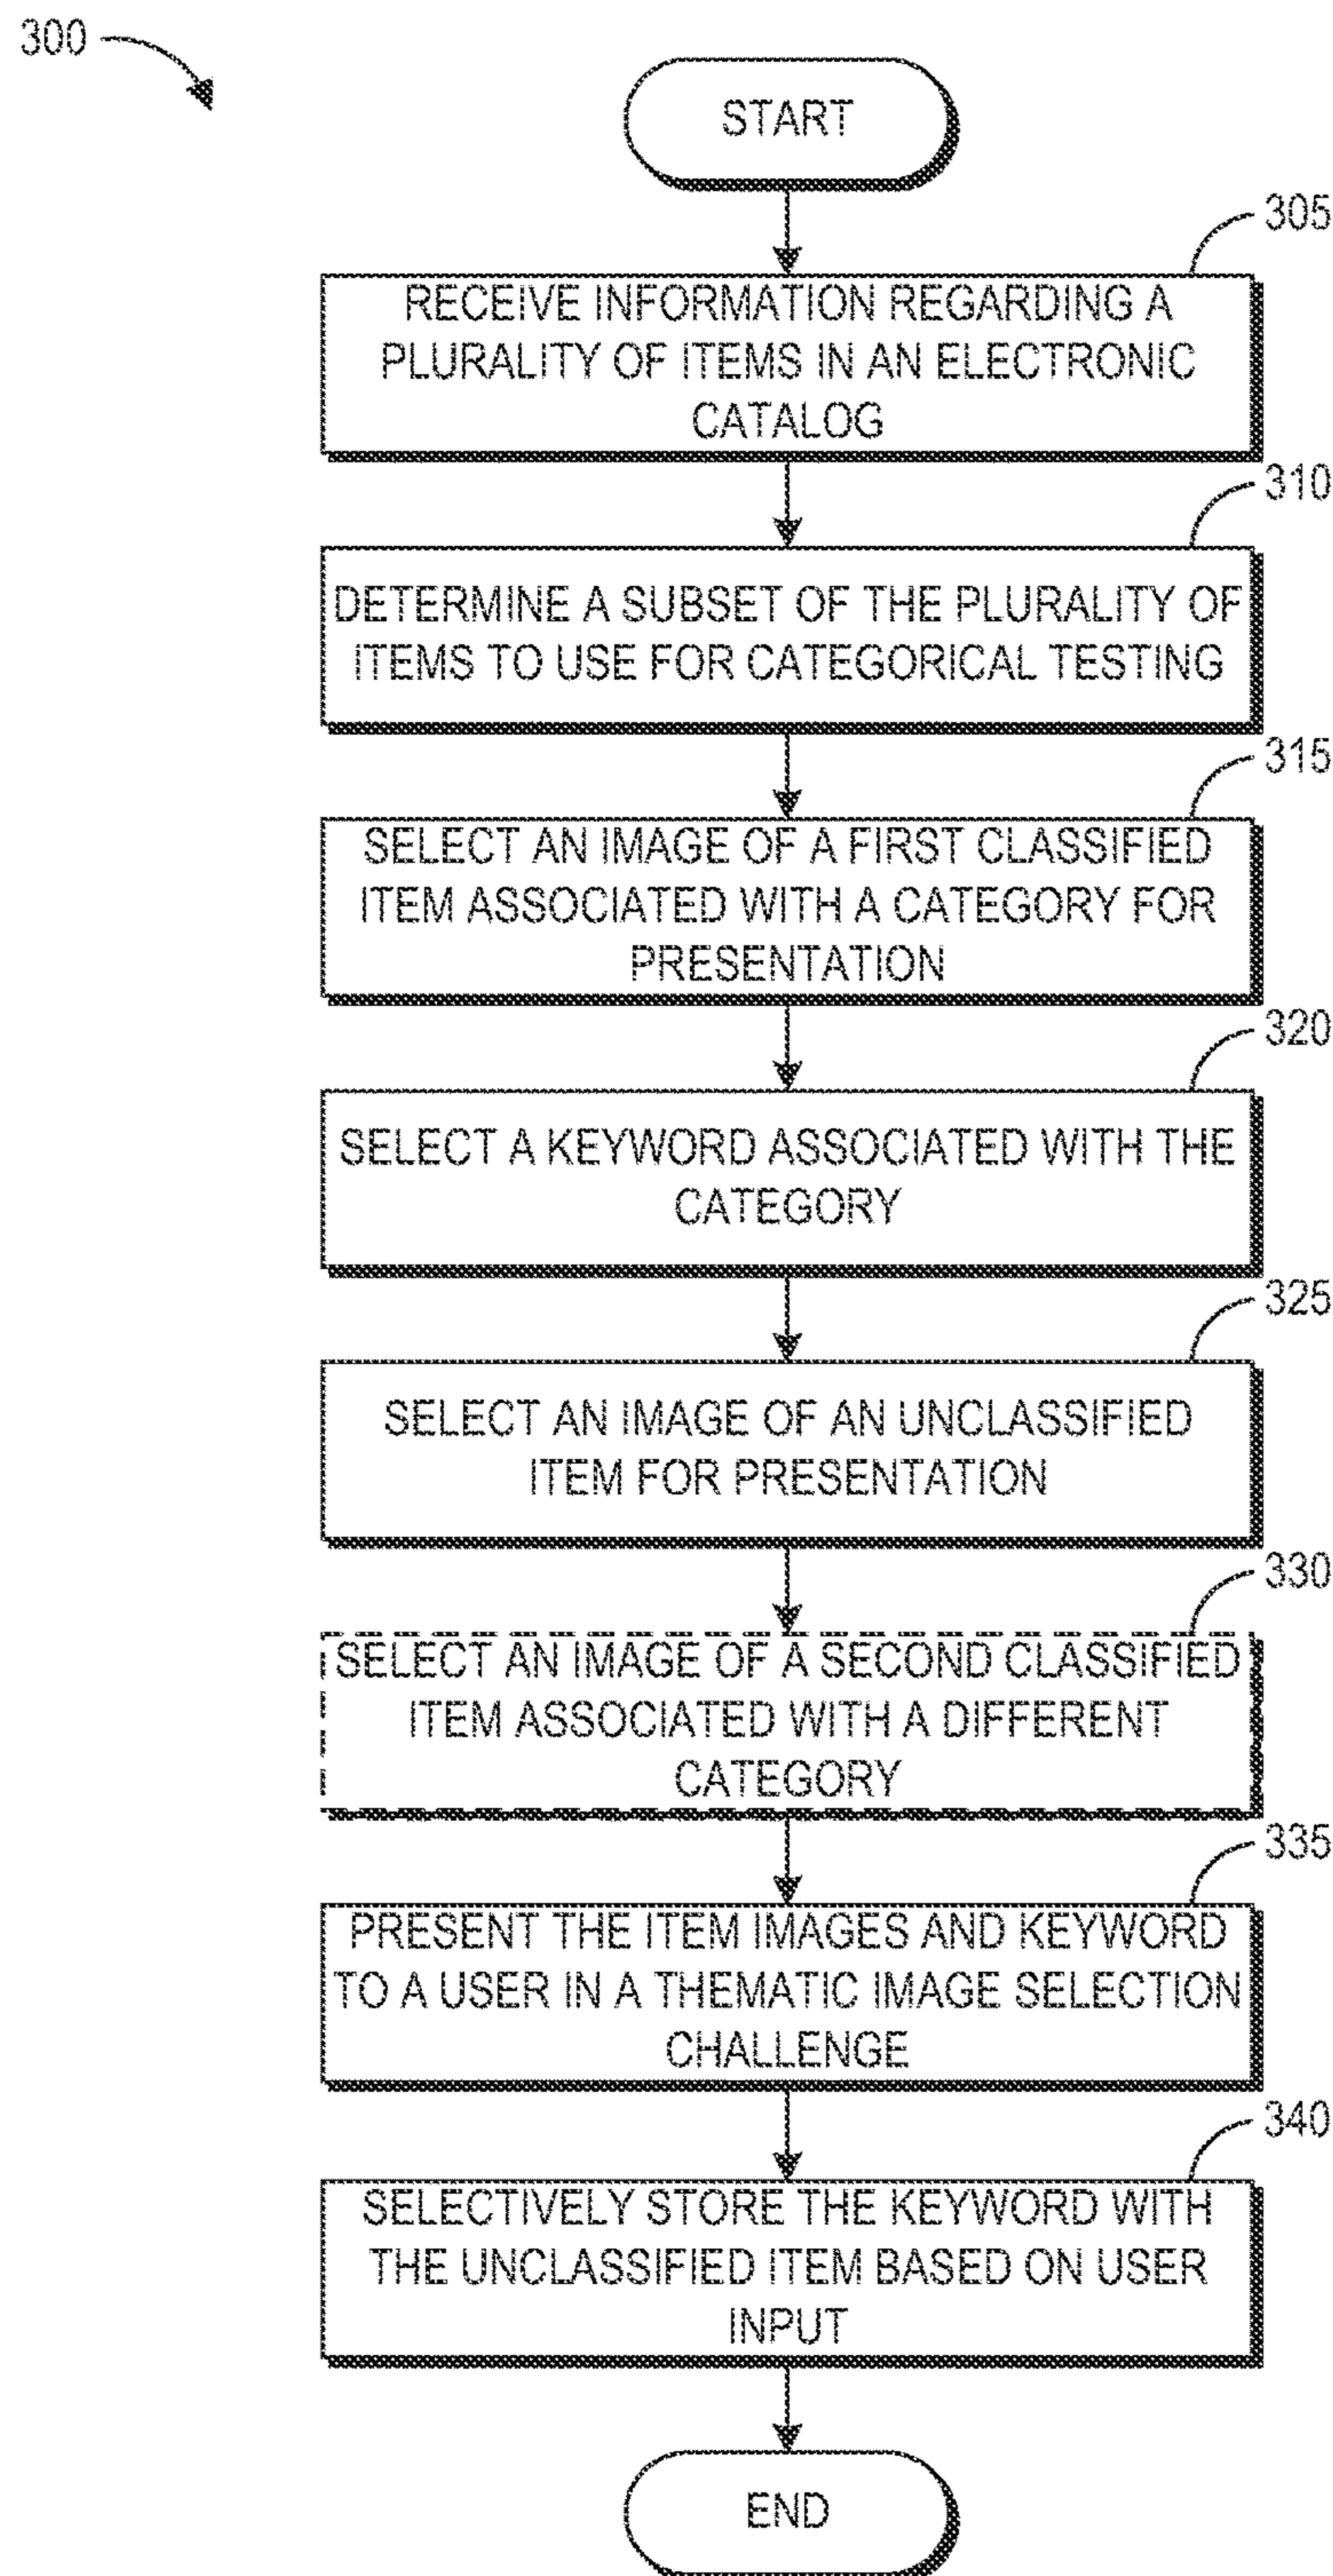 300
START
305
RECEIVE INFORMATION REGARDING A
PLURALITY OF ITEMS IN AN ELECTRONIC
CATALOG
310
DETERMINE A SUBSET OF THE PLURALITY OF
ITEMS TO USE FOR CATEGORICAL TESTING
315
SELECT AN IMAGE OF A FIRST CLASSIFIED
ITEM ASSOCIATED WITH A CATEGORY FOR
PRESENTATION
320
SELECT A KEYWORD ASSOCIATED WITH THE
CATEGORY
325
SELECT AN IMAGE OF AN UNCLASSIFIED
ITEM FOR PRESENTATION
330
SELECT AN IMAGE OF A SECOND CLASSIFIED
ITEM ASSOCIATED WITH A DIFFERENT
CATEGORY
335
PRESENT THE ITEM IMAGES AND KEYWORD
TO A USER IN A THEMATIC IMAGE SELECTION
CHALLENGE
340
SELECTIVELY STORE THE KEYWORD WITH
THE UNCLASSIFIED ITEM BASED ON USER
INPUT
END